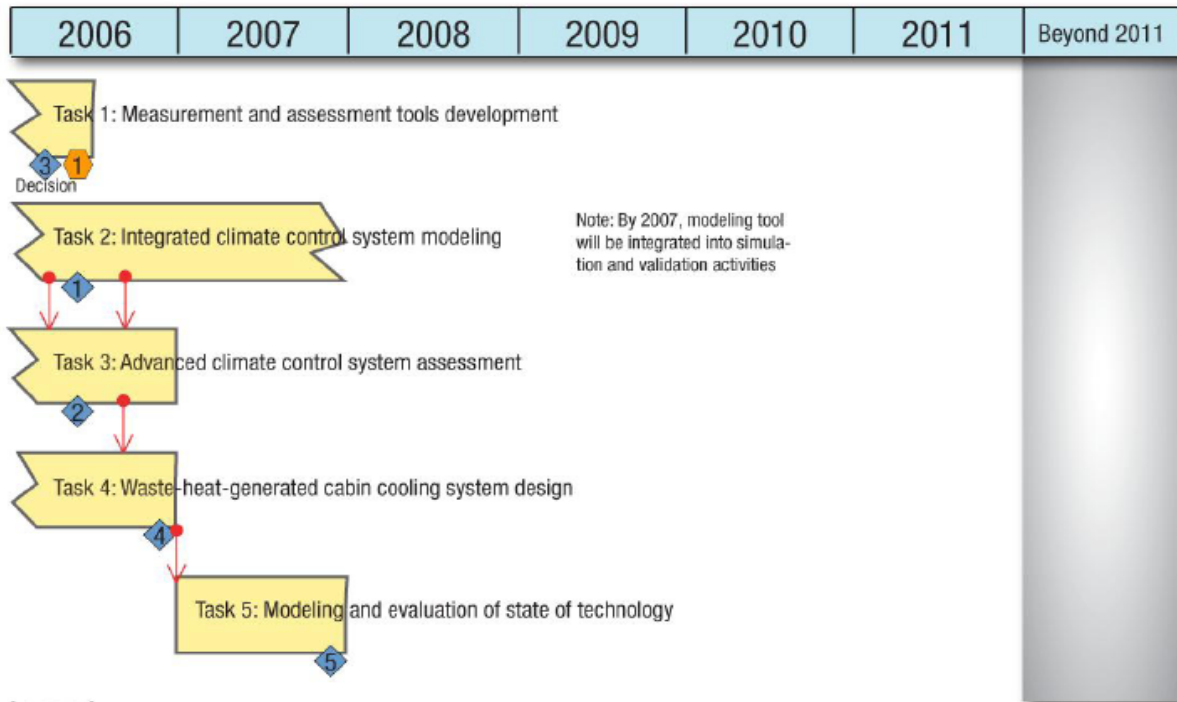 2006 2007 2008 2009 2010 2011 Beyond 2011
Task 1: Measurement and assessment tools development
3 1
Decision
Task 2: Integrated climate control system modeling
Note: By 2007, modeling tool
will be integrated into simula-
tion and validation activities
1
Task 3: Advanced climate control system assessment
2
Task 4: Waste-heat-generated cabin cooling system design
4
Task 5: Modeling and evaluation of state of technology
5